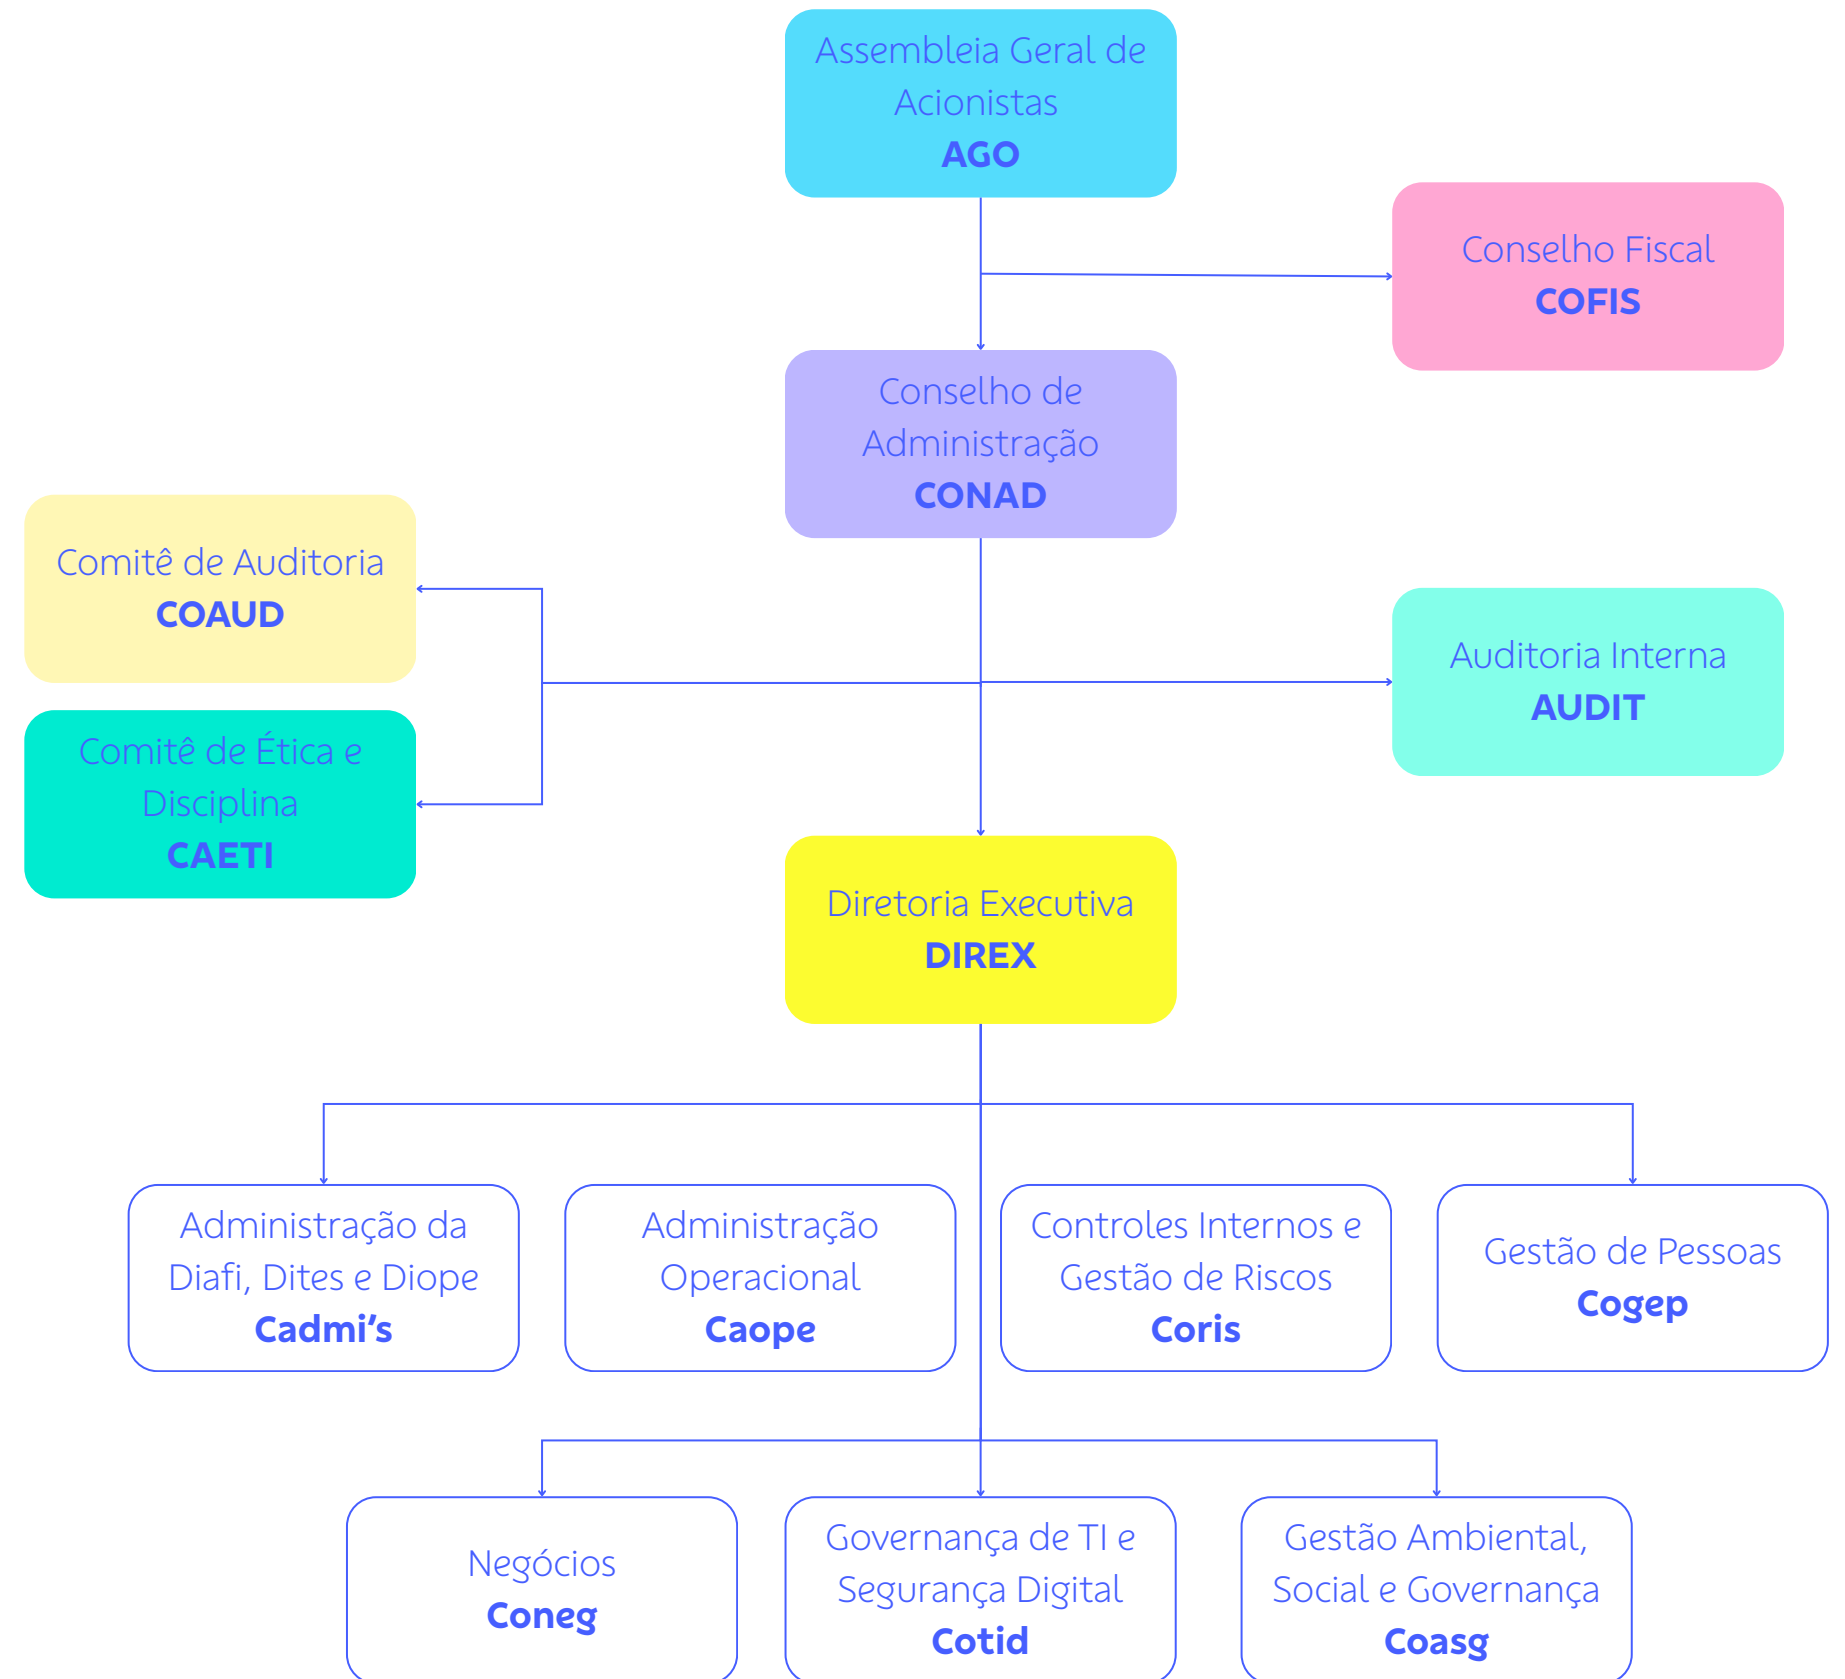 Assembleia Geral de
Acionistas
AGO
Conselho Fiscal
COFIS
Conselho de
Administração
CONAD
Comitê de Auditoria
COAUD
Auditoria Interna
AUDIT
Comitê de Ética e
Disciplina
CAETI
Diretoria Executiva
DIREX
Administração da
Diafi, Dites e Diope
Cadmi’s
Administração
Operacional
Caope
Controles Internos e
Gestão de Riscos
Coris
Gestão de Pessoas
Cogep
Negócios
Coneg
Governança de TI e
Segurança Digital
Cotid
Gestão Ambiental,
Social e Governança
Coasg